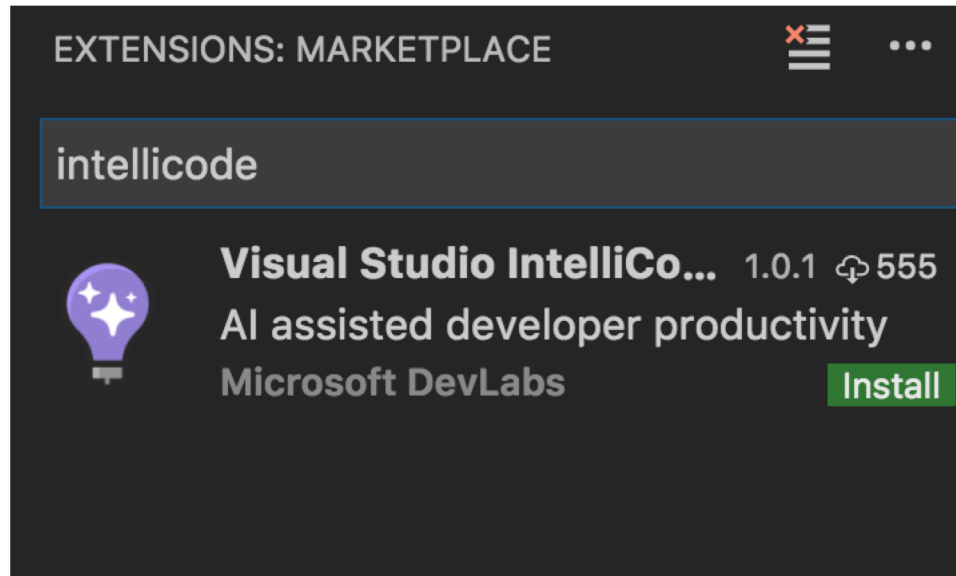 EXTENSIONS: MARKETPLACE
intellicode
Visual Studio IntelliCo... 1.0.1 555
AI assisted developer productivity
Microsoft DevLabs Install